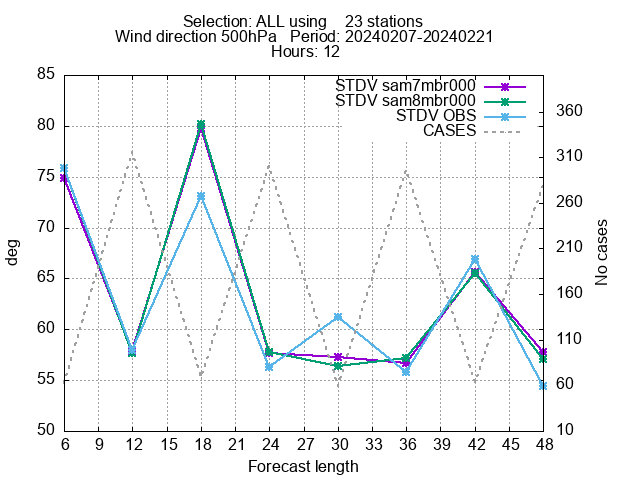 Selection: ALL using    23 stations
Wind direction 500hPa   Period: 20240207-20240221
Hours: 12
STDV sam7mbr000
STDV sam8mbr000
STDV OBS
CASES
85
80
75
70
65
60
55
50
deg
360
310
260
210
160
110
60
10
No cases
6 9 12 15 18 21 24 27 30 33 36 39 42 45 48
Forecast length